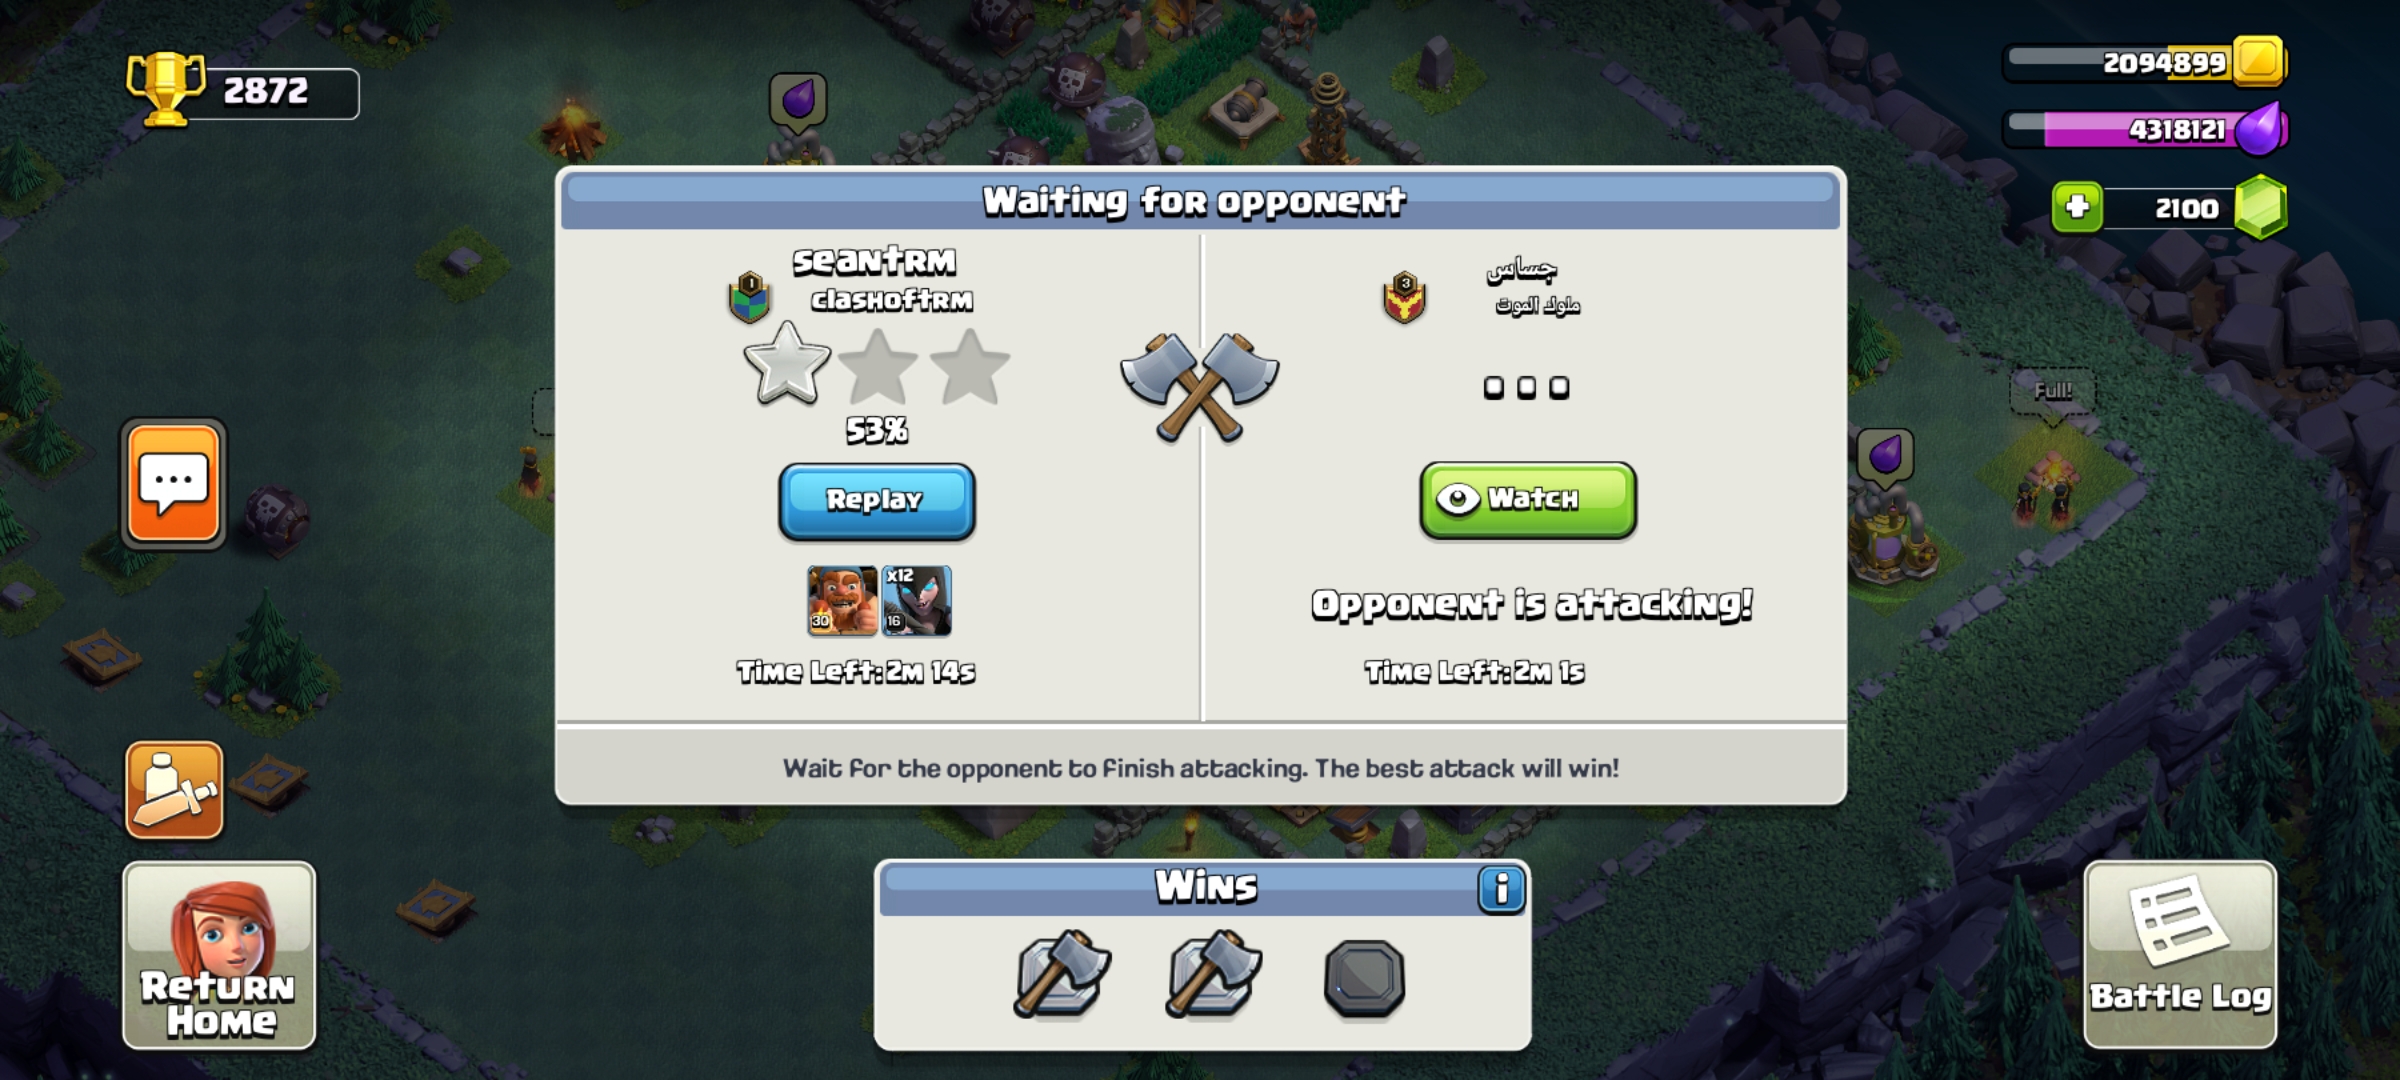 2872
2094899
4318121
2100
Waiting for opponent
seantrm
clashoftrm
1
53%
Replay
30
x12
16
Time Left:2m 14s
جساس
ملوك الموت
3
Watch
Opponent is attacking!
Time Left:2m 1s
Wait for the opponent to finish attacking. The best attack will win!
Full!
Wins
i
Return
Home
Battle Log